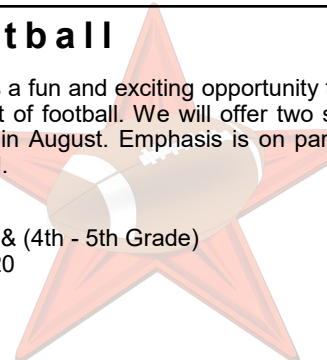 tball
a fun and exciting opportunity
t of football. We will offer two
in August. Emphasis is on
& (4th - 5th Grade)
20